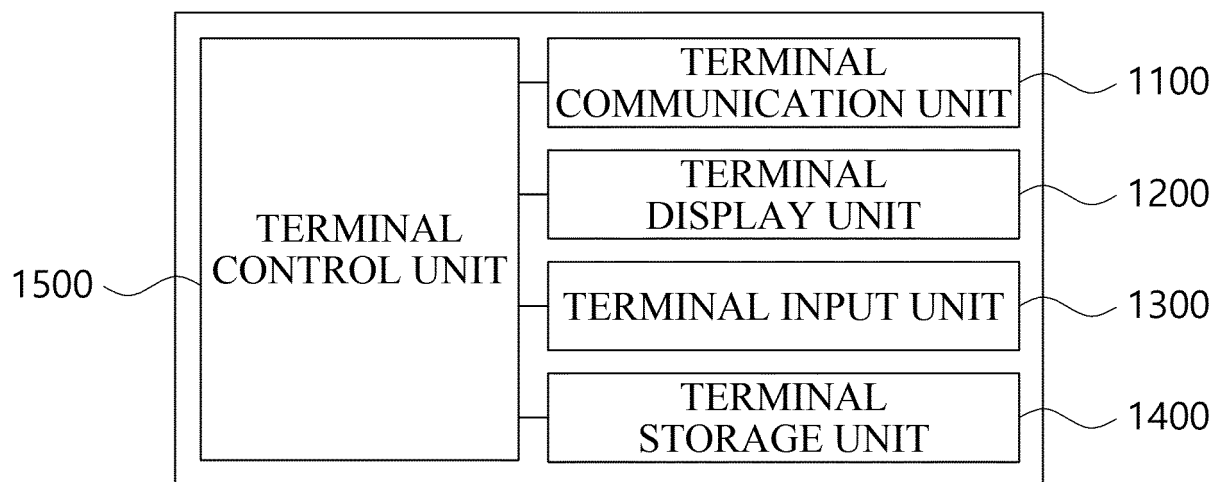 TERMINAL
CONTROL UNIT
1500
TERMINAL
COMMUNICATION UNIT
1100
TERMINAL
DISPLAY UNIT
1200
TERMINAL INPUT UNIT
1300
TERMINAL
STORAGE UNIT
1400